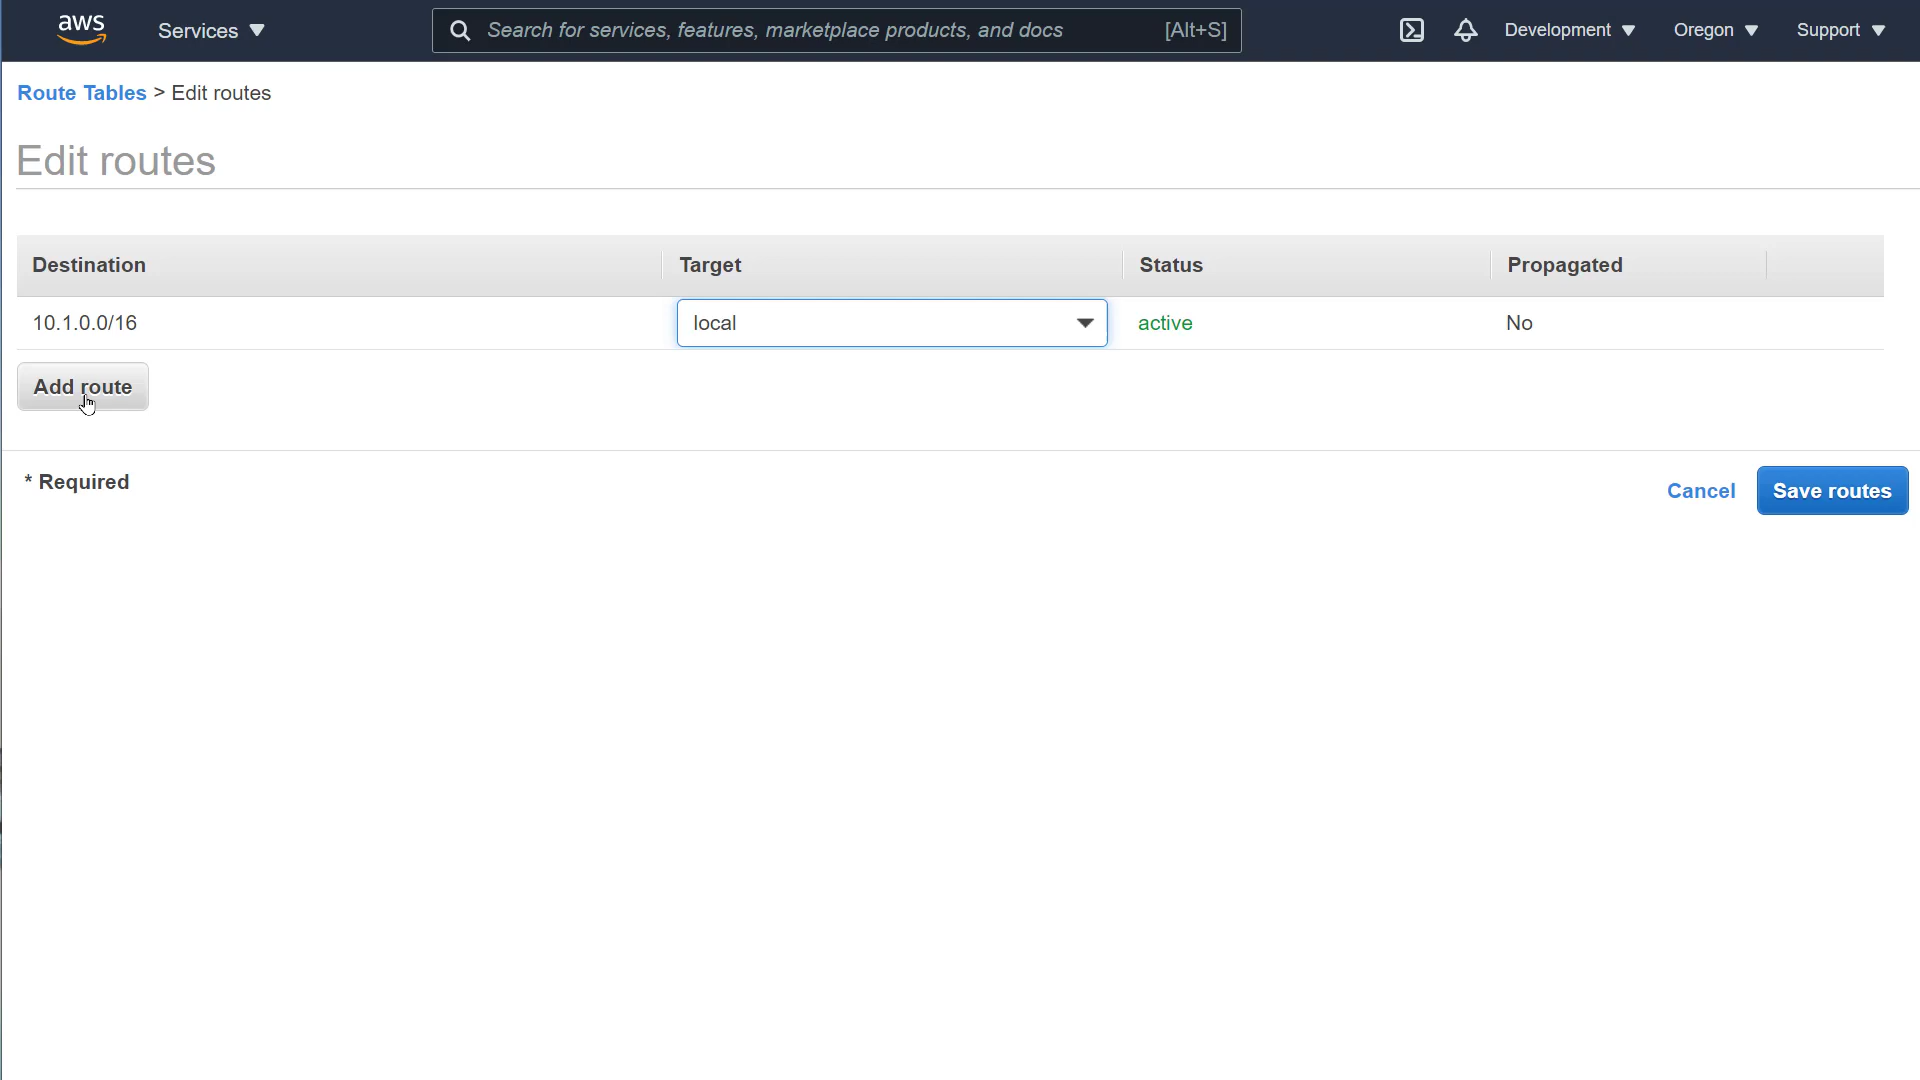 aws Services Search for services, features, marketplace products, and docs [Alt+S] Development Oregon Support
Route Tables > Edit routes
Edit routes
Destination Target Status Propagated
10.1.0.0/16 local active No
Add route
* Required
Cancel Save routes